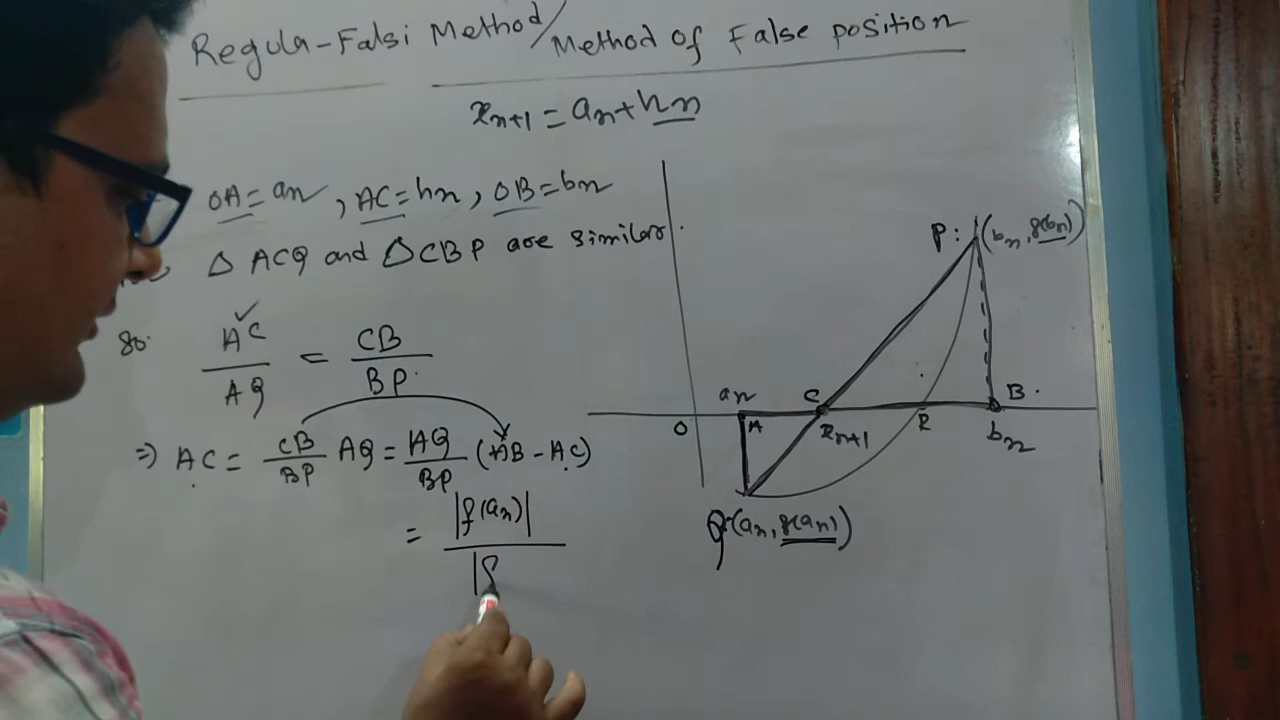 Regula-Falsi Method/Method of False position
xn+1 = an + hn
OA = an, AC = hn, OB = bn
Δ ACQ and ΔCBP are similar.
So. AC/AQ = CB/BP
⇒) AC = CB/BP AQ = AQ/BP (AB - AC)
= |f(an)|/|f
P: (bn, f(bn))
an C B
O A xn+1 R bn
Q (an, f(an))